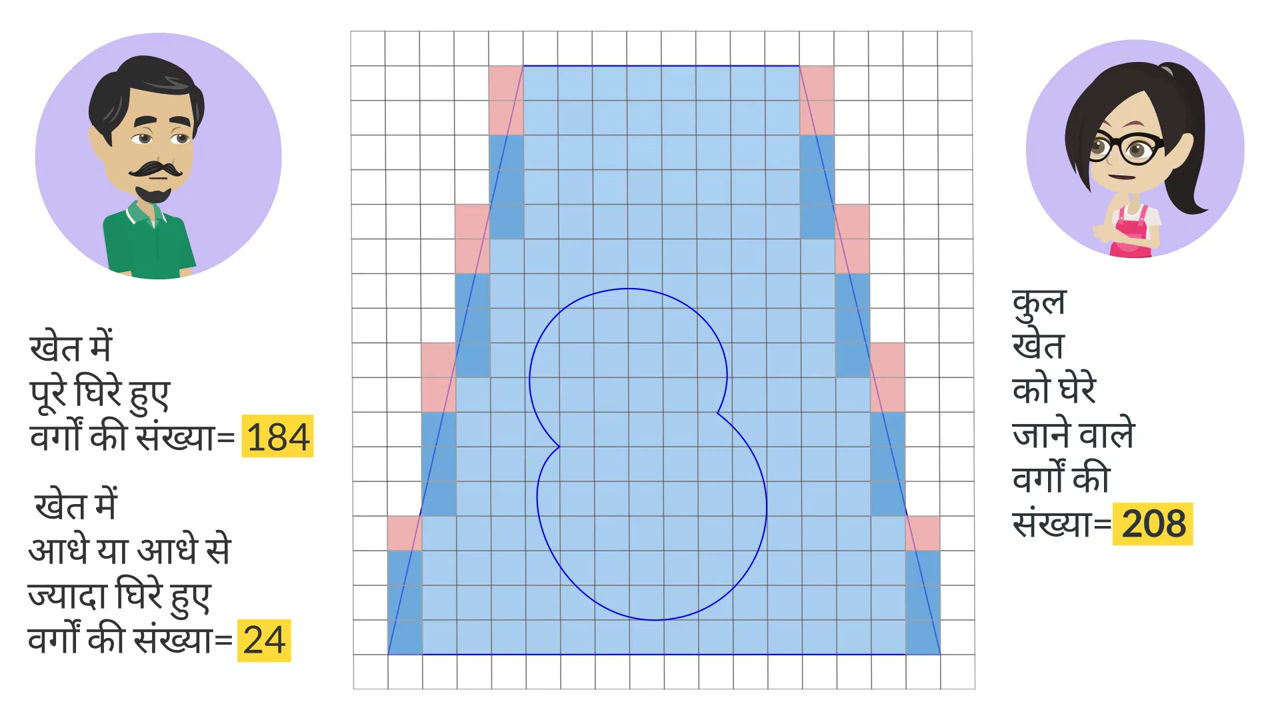 खेत में
पूरे घिरे हुए
वर्गों की संख्या= 184
खेत में
आधे या आधे से
ज्यादा घिरे हुए
वर्गों की संख्या= 24
कुल
खेत
को घेरे
जाने वाले
वर्गों की
संख्या= 208